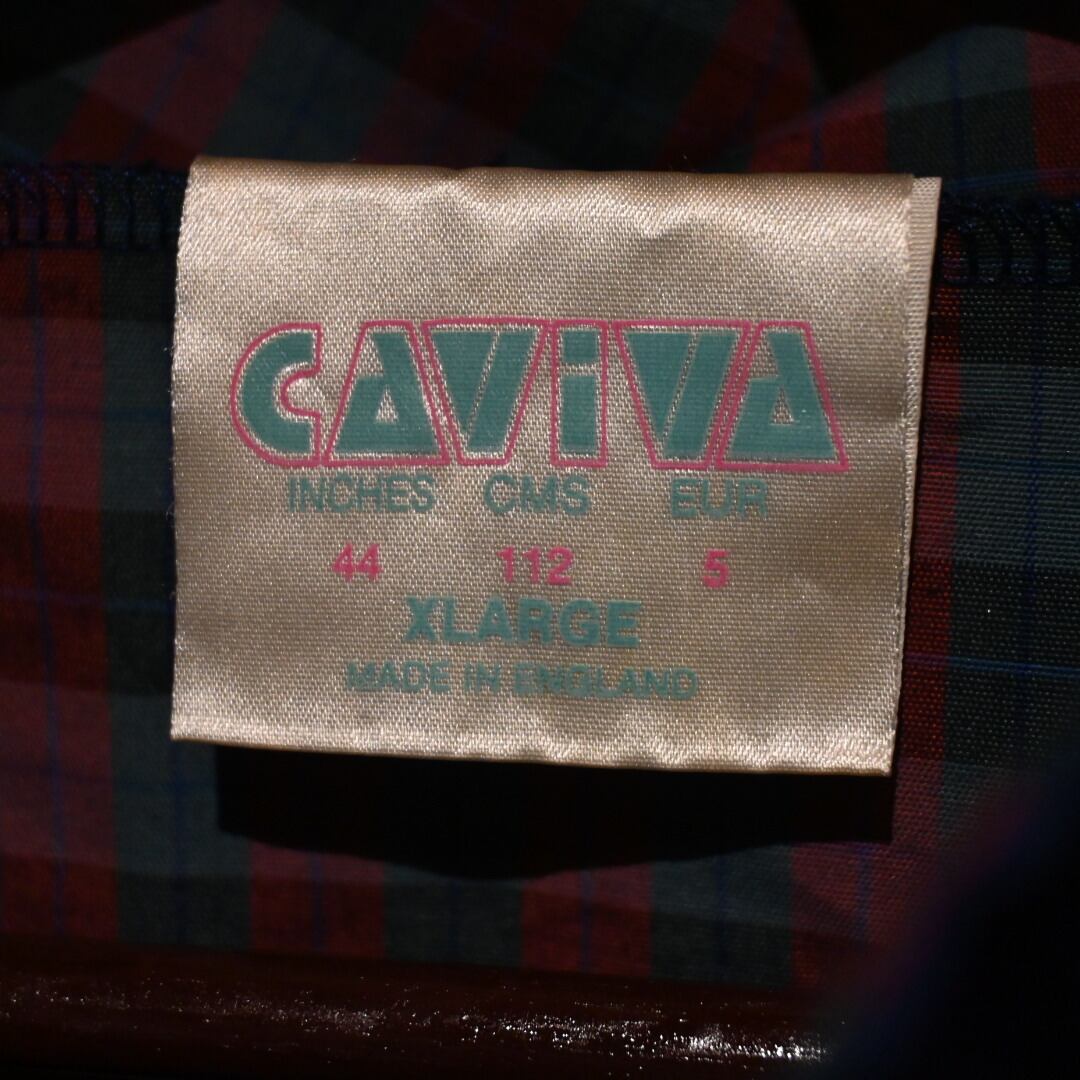 CAViVA
INCHES CMS EUR
44 112 5
XLARGE
MADE IN ENGLAND